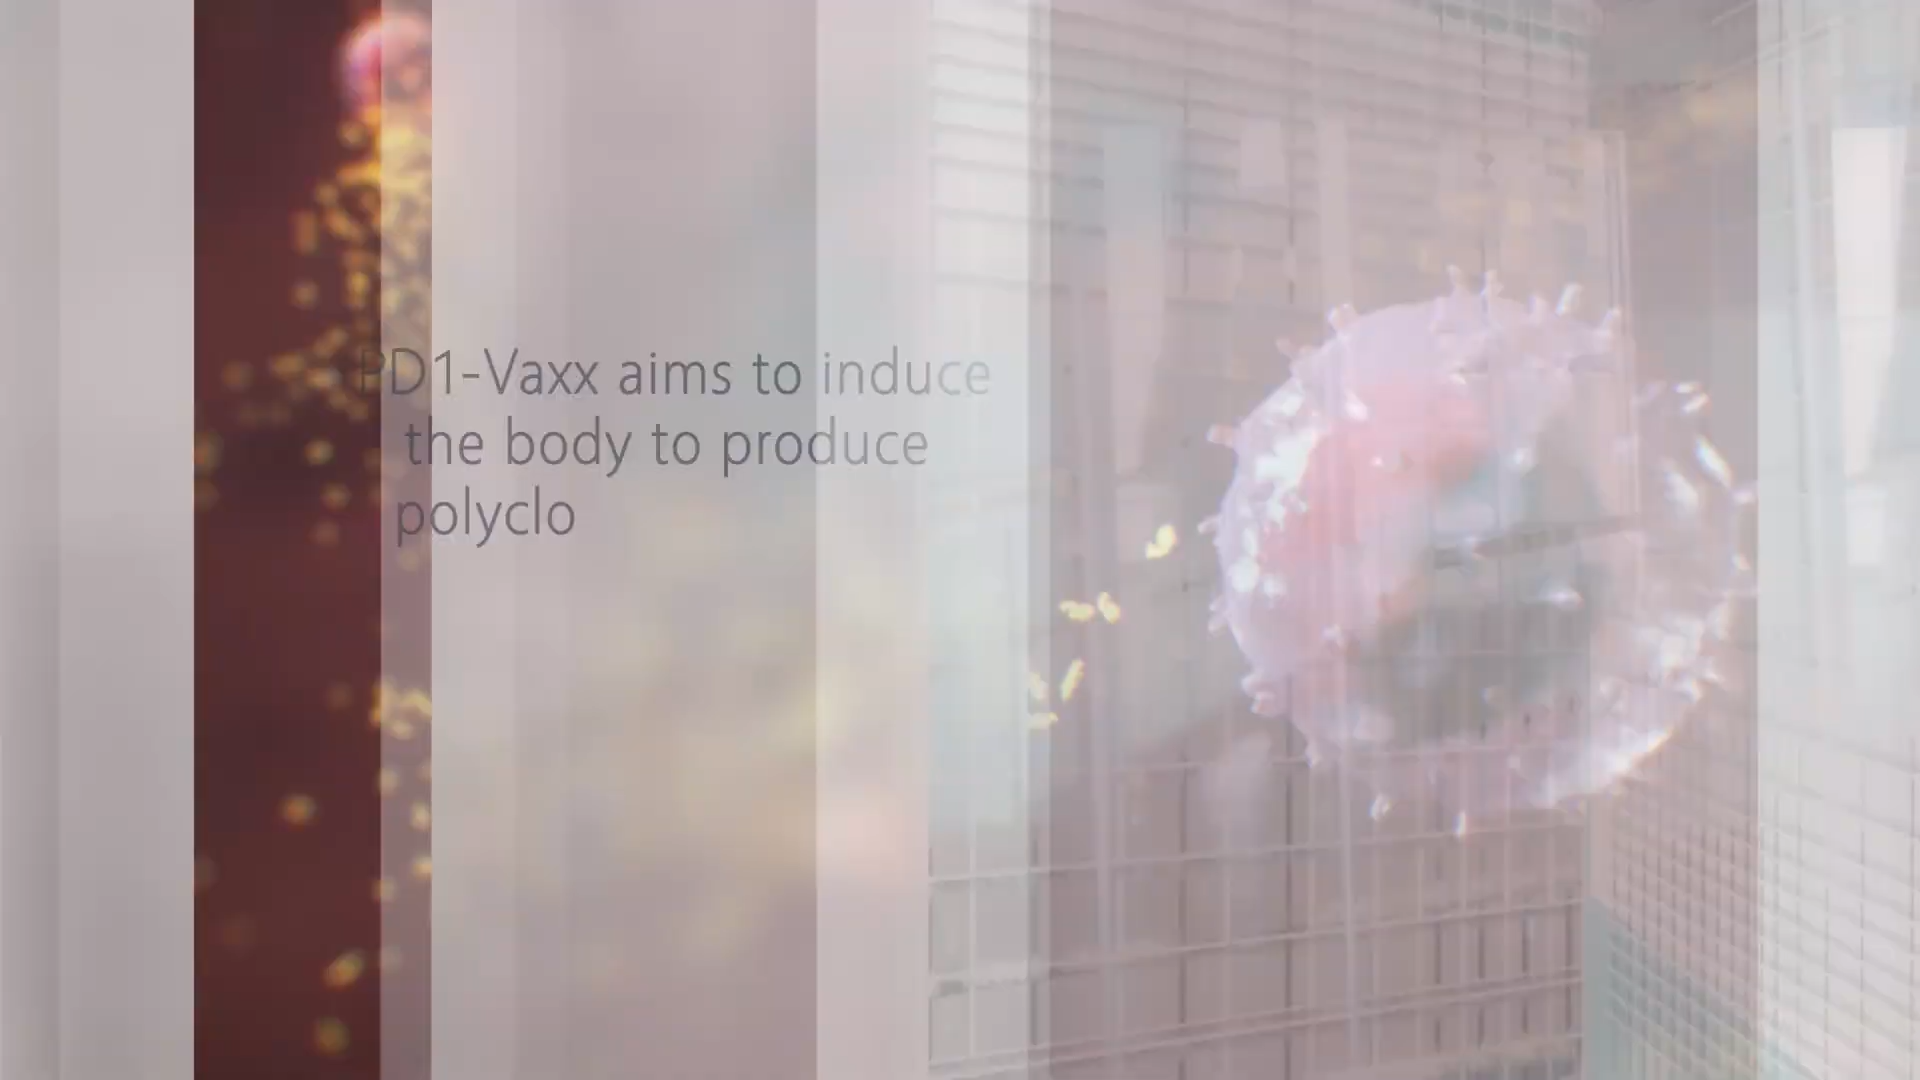 PD1-Vaxx aims to induce
the body to produce
polyclo